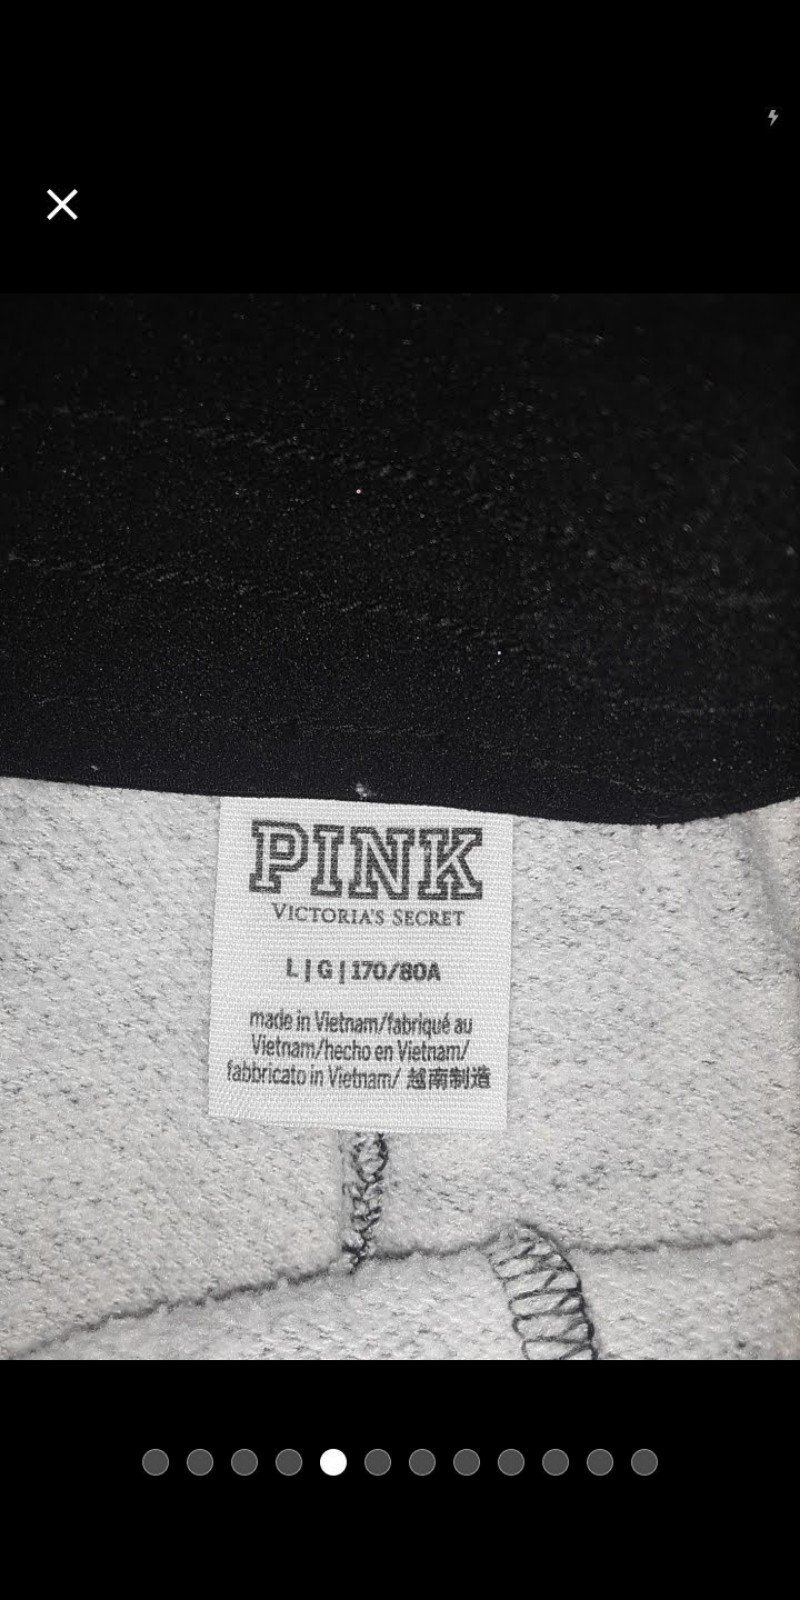 PINK
VICTORIA'S SECRET
L | G | 170/80A
made in Vietnam/fabriqué au
Vietnam/hecho en Vietnam/
fabbricato in Vietnam/ 越南制造